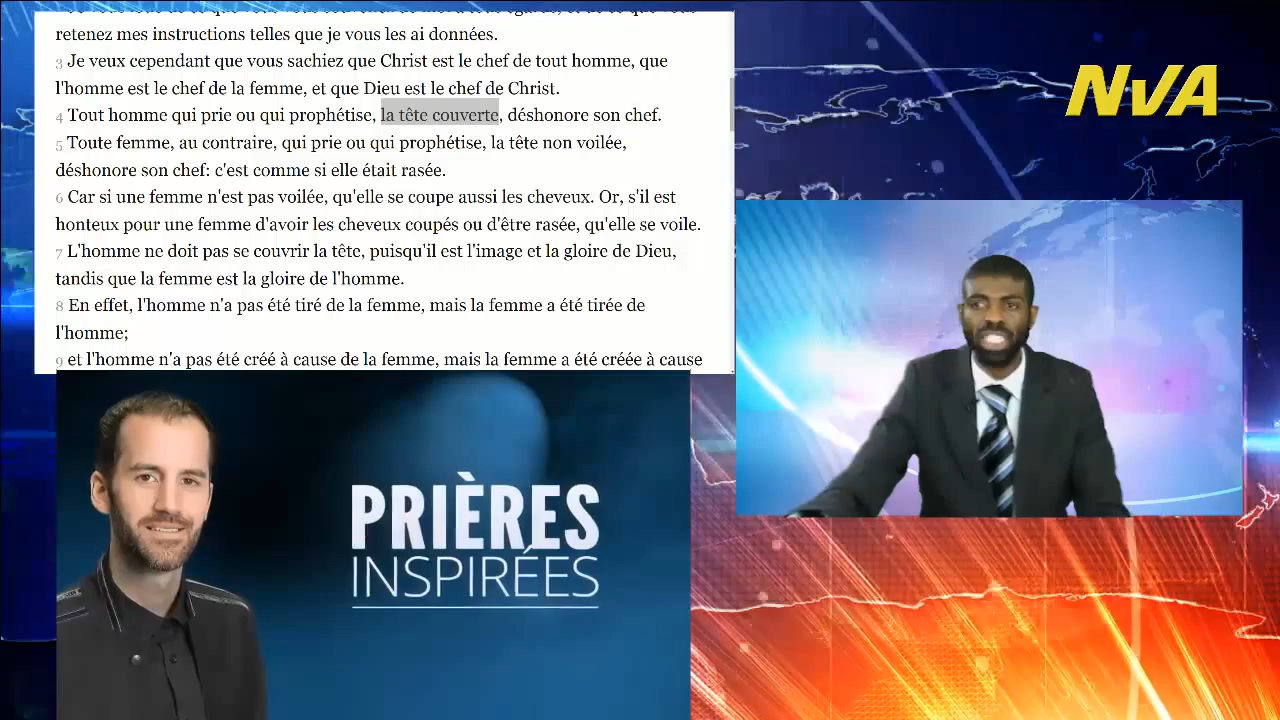 retenez mes instructions telles que je vous les ai données.
3 Je veux cependant que vous sachiez que Christ est le chef de tout homme, que
l'homme est le chef de la femme, et que Dieu est le chef de Christ.
4 Tout homme qui prie ou qui prophétise, la tête couverte, déshonore son chef.
5 Toute femme, au contraire, qui prie ou qui prophétise, la tête non voilée,
déshonore son chef: c'est comme si elle était rasée.
6 Car si une femme n'est pas voilée, qu'elle se coupe aussi les cheveux. Or, s'il est
honteux pour une femme d'avoir les cheveux coupés ou d'être rasée, qu'elle se voile.
7 L'homme ne doit pas se couvrir la tête, puisqu'il est l'image et la gloire de Dieu,
tandis que la femme est la gloire de l'homme.
8 En effet, l'homme n'a pas été tiré de la femme, mais la femme a été tirée de
l'homme;
9 et l'homme n'a pas été créé à cause de la femme, mais la femme a été créée à cause
NVA
PRIÈRES
INSPIRÉES